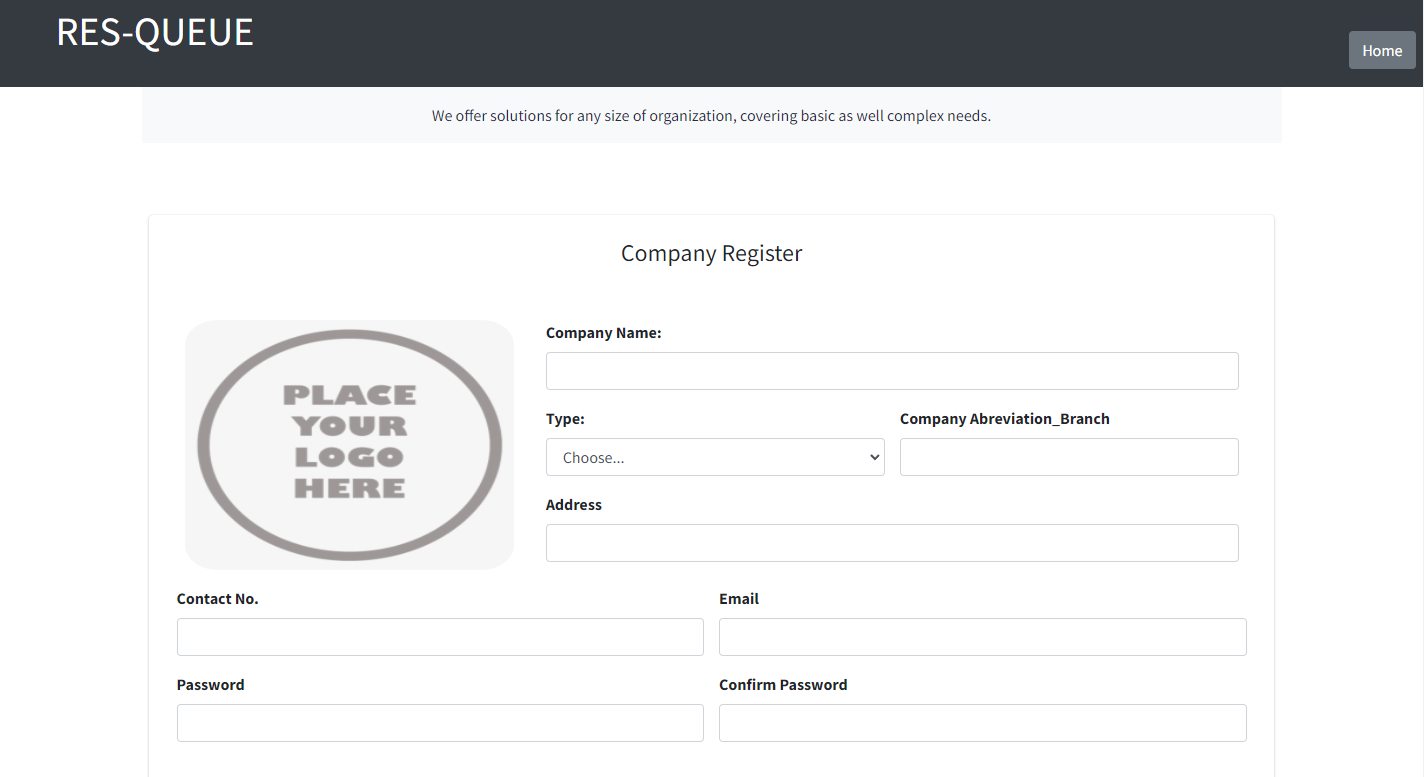 RES-QUEUE
Home
We offer solutions for any size of organization, covering basic as well complex needs.
Company Register
PLACE
YOUR
LOGO
HERE
Company Name:
Type:
Company Abreviation_Branch
Choose...
Address
Contact No.
Email
Password
Confirm Password